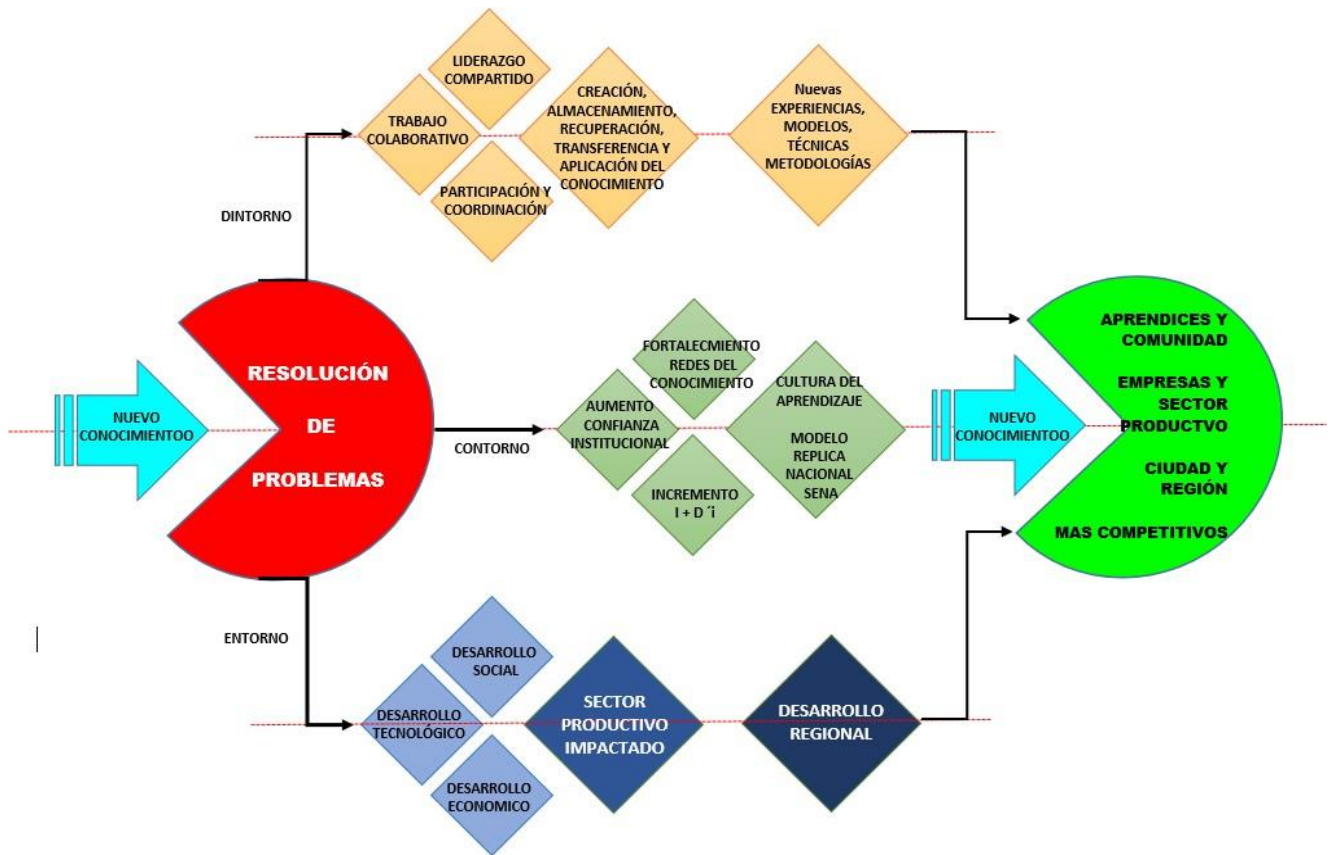 LIDERAZGO
COMPARTIDO
TRABAJO
COLABORATIVO
PARTICIPACIÓN Y
COORDINACIÓN
CREACIÓN,
ALMACENAMIENTO,
RECUPERACIÓN,
TRANSFERENCIA Y
APLICACIÓN DEL
CONOCIMIENTO
Nuevas
EXPERIENCIAS,
MODELOS,
TÉCNICAS
METODOLOGÍAS
DINTORNO
NUEVO
CONOCIMIENTOO
RESOLUCIÓN
DE
PROBLEMAS
CONTORNO
FORTALECMIENTO
REDES DEL
CONOCIMIENTO
AUMENTO
CONFIANZA
INSTITUCIONAL
INCREMENTO
I + D ´i
CULTURA DEL
APRENDIZAJE
MODELO
REPLICA
NACIONAL
SENA
NUEVO
CONOCIMIENTOO
APRENDICES Y
COMUNIDAD
EMPRESAS Y
SECTOR
PRODUCTVO
CIUDAD Y
REGIÓN
MAS COMPETITIVOS
ENTORNO
DESARROLLO
SOCIAL
DESARROLLO
TECNOLÓGICO
DESARROLLO
ECONOMICO
SECTOR
PRODUCTIVO
IMPACTADO
DESARROLLO
REGIONAL